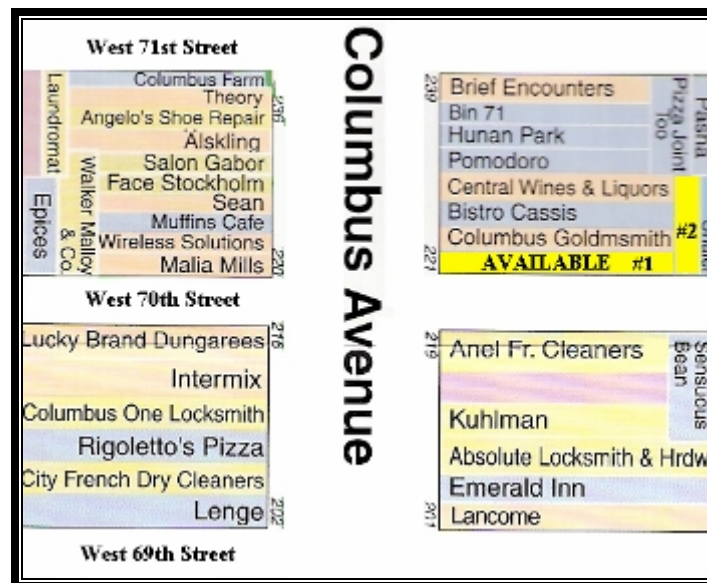 West 71st Street
Columbus Farm
Theory
Angelo's Shoe Repair
Alskling
Salon Gabor
Face Stockholm
Sean
Muffins Cafe
Wireless Solutions
Malia Mills
Laundromat
Walker Malloy
& Co.
Epices
236
220
West 70th Street
Lucky Brand Dungarees
Intermix
Columbus One Locksmith
Rigoletto's Pizza
City French Dry Cleaners
Lenge
216
202
West 69th Street
Columbus Avenue
239
Brief Encounters
Bin 71
Hunan Park
Pomodoro
Central Wines & Liquors
Bistro Cassis
Columbus Goldmsmith
AVAILABLE #1
#2
221
Pizza Joint
Too
Pasha
219
Anel Fr. Cleaners
Kuhlman
Absolute Locksmith & Hrdw
Emerald Inn
Lancome
201
Sensuous
Bean